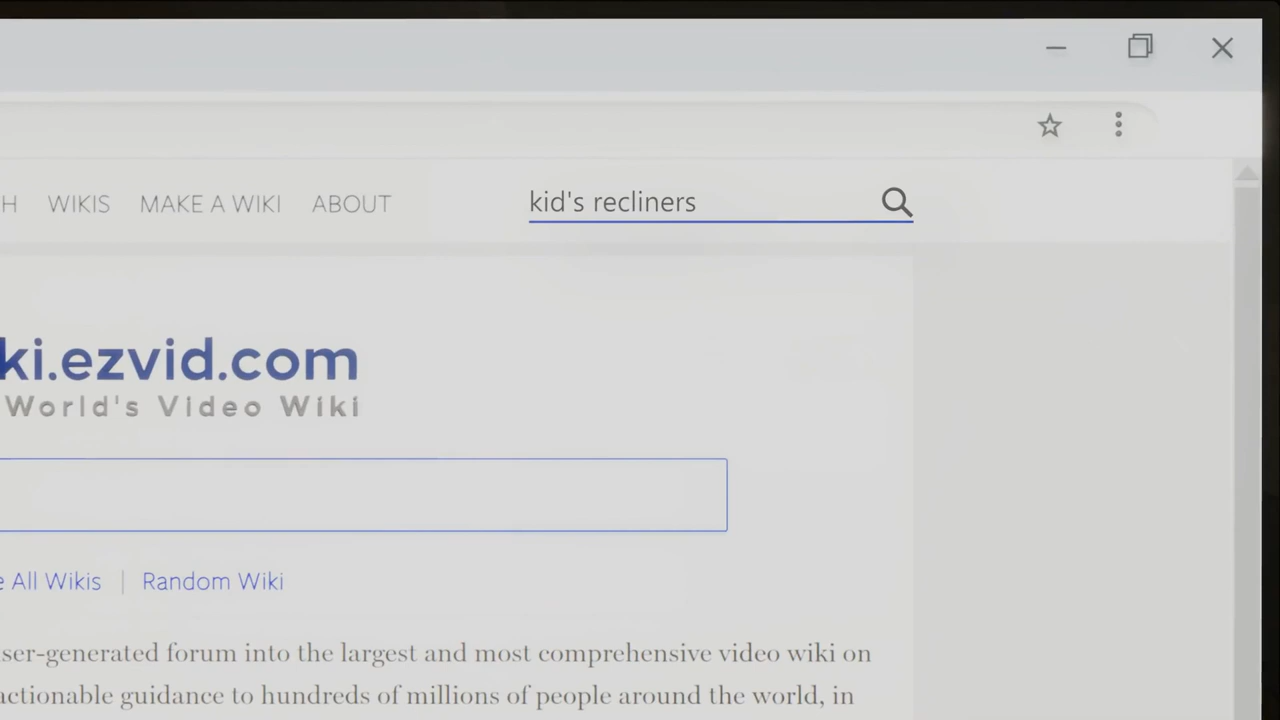 H WIKIS MAKE A WIKI ABOUT kid's recliners
ki.ezvid.com
World's Video Wiki
e All Wikis | Random Wiki
ser-generated forum into the largest and most comprehensive video wiki on
actionable guidance to hundreds of millions of people around the world, in